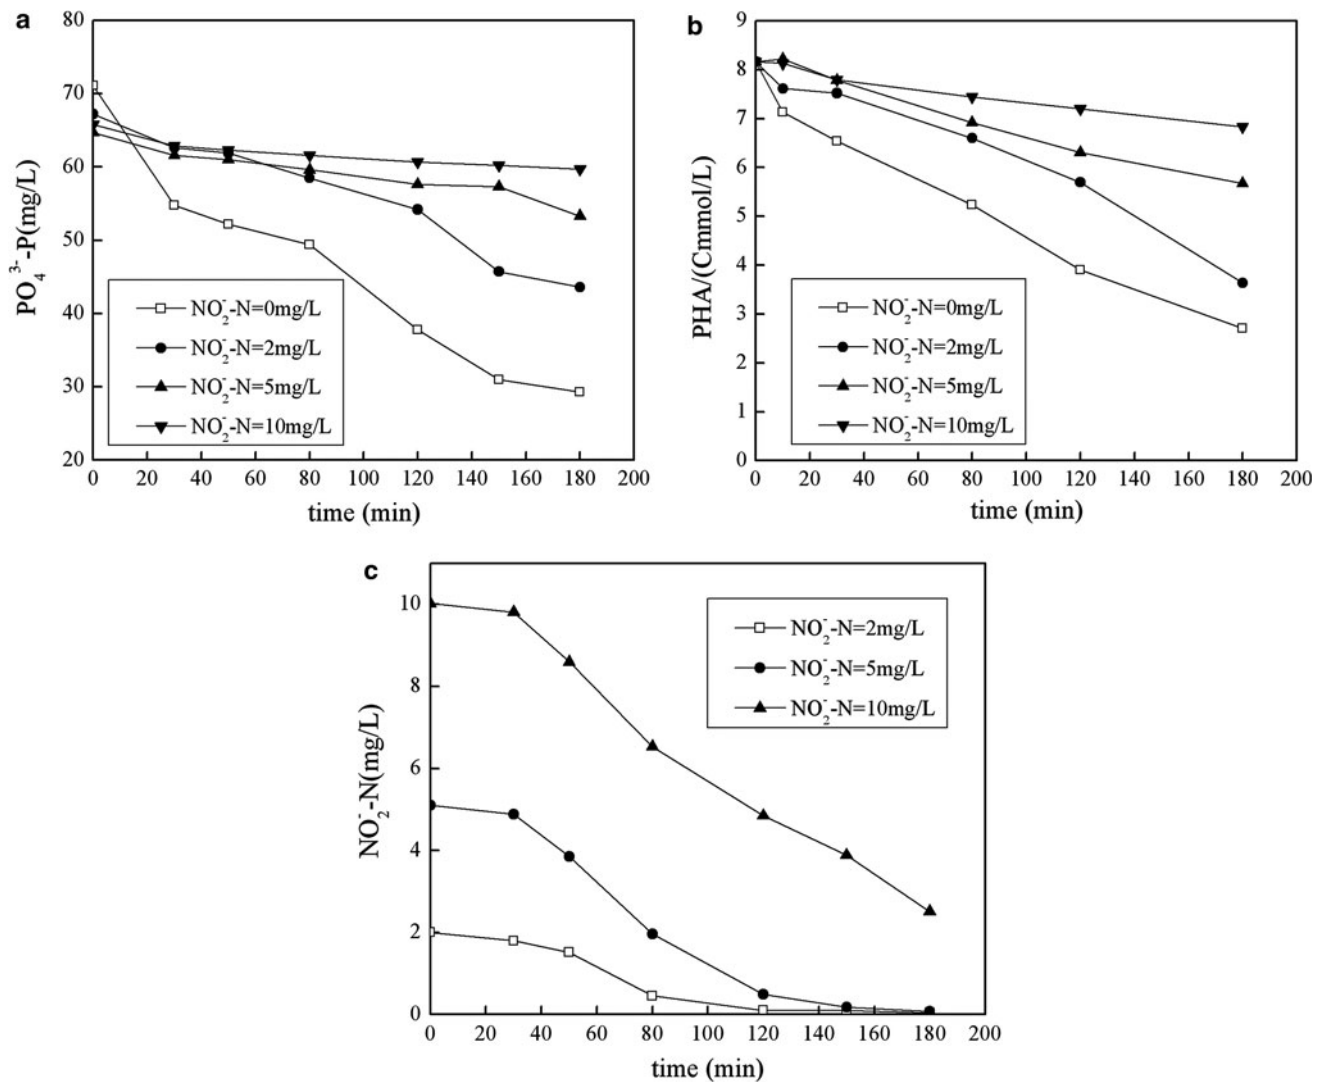 a
80
70
60
50
40
30
20
PO₄³⁻-P(mg/L)
NO₂⁻-N=0mg/L
NO₂⁻-N=2mg/L
NO₂⁻-N=5mg/L
NO₂⁻-N=10mg/L
0 20 40 60 80 100 120 140 160 180 200
time (min)
b
9
8
7
6
5
4
3
2
1
0
PHA/(Cmmol/L)
NO₂⁻-N=0mg/L
NO₂⁻-N=2mg/L
NO₂⁻-N=5mg/L
NO₂⁻-N=10mg/L
0 20 40 60 80 100 120 140 160 180 200
time (min)
c
10
8
6
4
2
0
NO₂⁻-N(mg/L)
NO₂⁻-N=2mg/L
NO₂⁻-N=5mg/L
NO₂⁻-N=10mg/L
0 20 40 60 80 100 120 140 160 180 200
time (min)